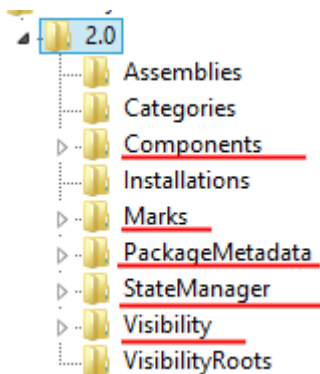 2.0
Assemblies
Categories
Components
Installations
Marks
PackageMetadata
StateManager
Visibility
VisibilityRoots